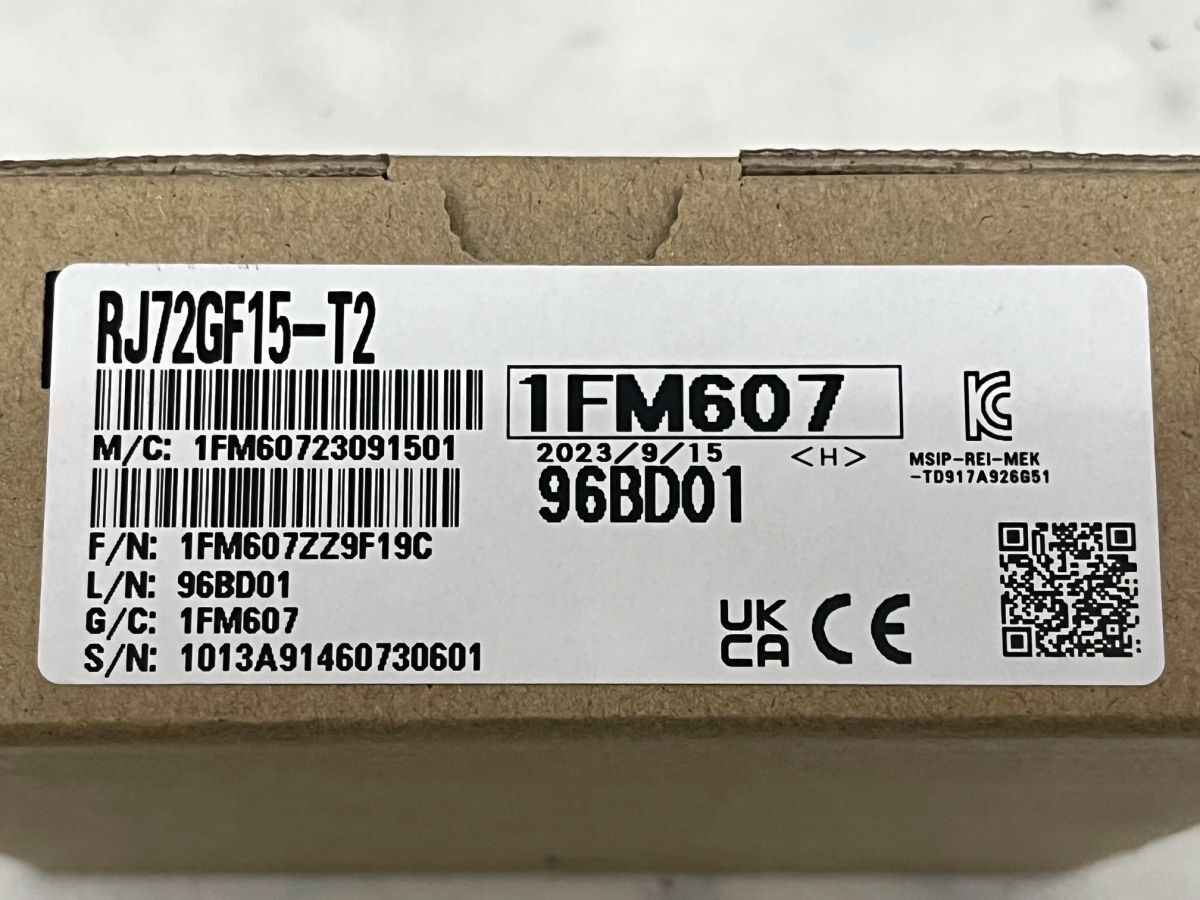 RJ72GF15-T2
M/C: 1FM60723091501
F/N: 1FM607ZZ9F19C
L/N: 96BD01
G/C: 1FM607
S/N: 1013A91460730601
1FM607
2023/9/15 <H>
96BD01
KC
MSIP-REI-MEK
-TD917A926G51
UK
CA CE